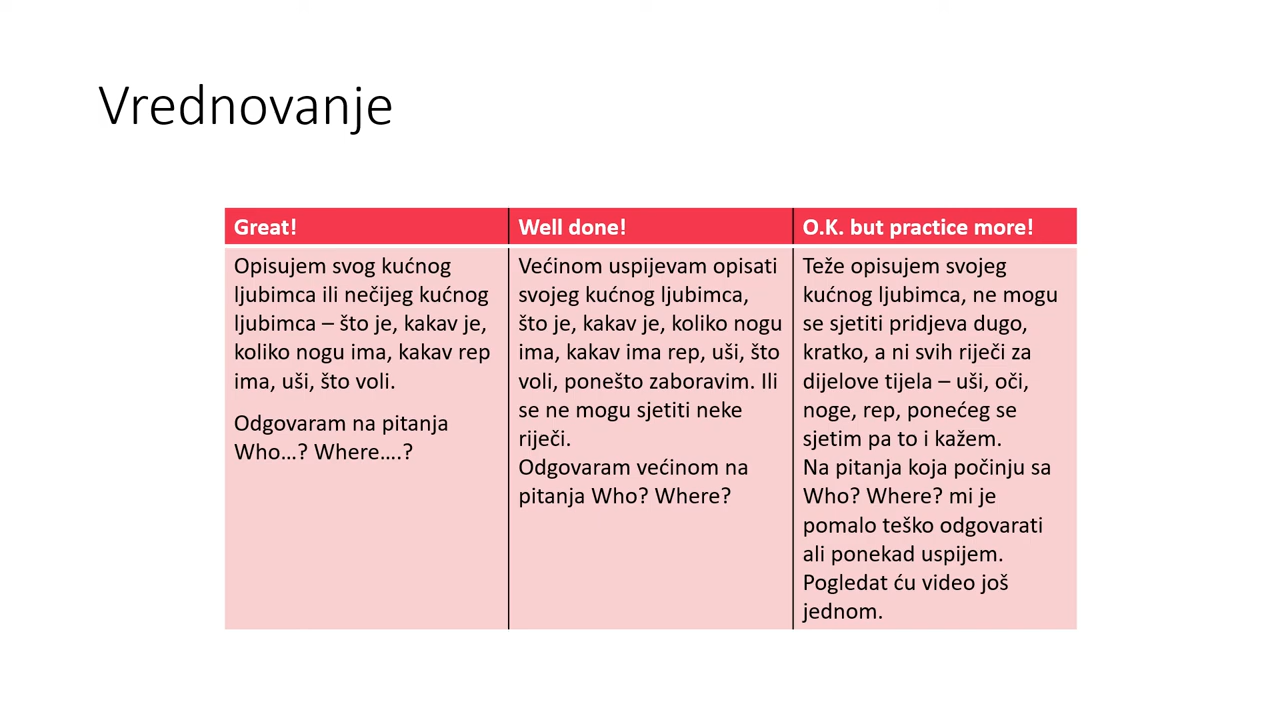 Vrednovanje
Great!
Opisujem svog kućnog
ljubimca ili nečijeg kućnog
ljubimca – što je, kakav je,
koliko nogu ima, kakav rep
ima, uši, što voli.
Odgovaram na pitanja
Who…? Where….?
Well done!
Većinom uspijevam opisati
svojeg kućnog ljubimca,
što je, kakav je, koliko nogu
ima, kakav ima rep, uši, što
voli, ponešto zaboravim. Ili
se ne mogu sjetiti neke
riječi.
Odgovaram većinom na
pitanja Who? Where?
O.K. but practice more!
Teže opisujem svojeg
kućnog ljubimca, ne mogu
se sjetiti pridjeva dugo,
kratko, a ni svih riječi za
dijelove tijela – uši, oči,
noge, rep, ponećeg se
sjetim pa to i kažem.
Na pitanja koja počinju sa
Who? Where? mi je
pomalo teško odgovarati
ali ponekad uspijem.
Pogledat ću video još
jednom.